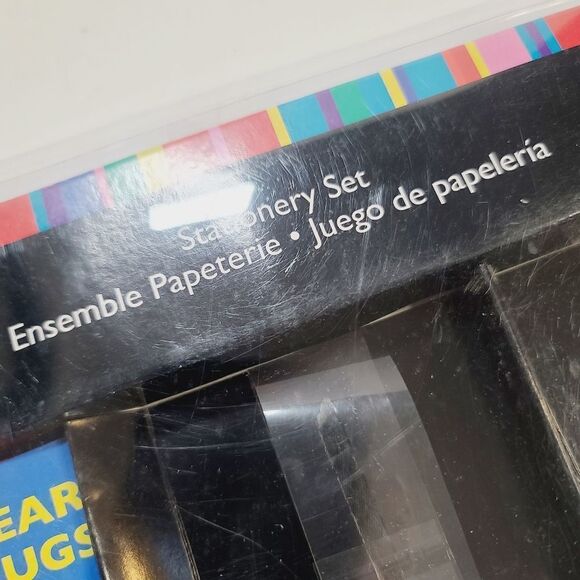 Stationery Set
Ensemble Papeterie • Juego de papelería
EAR
UGS